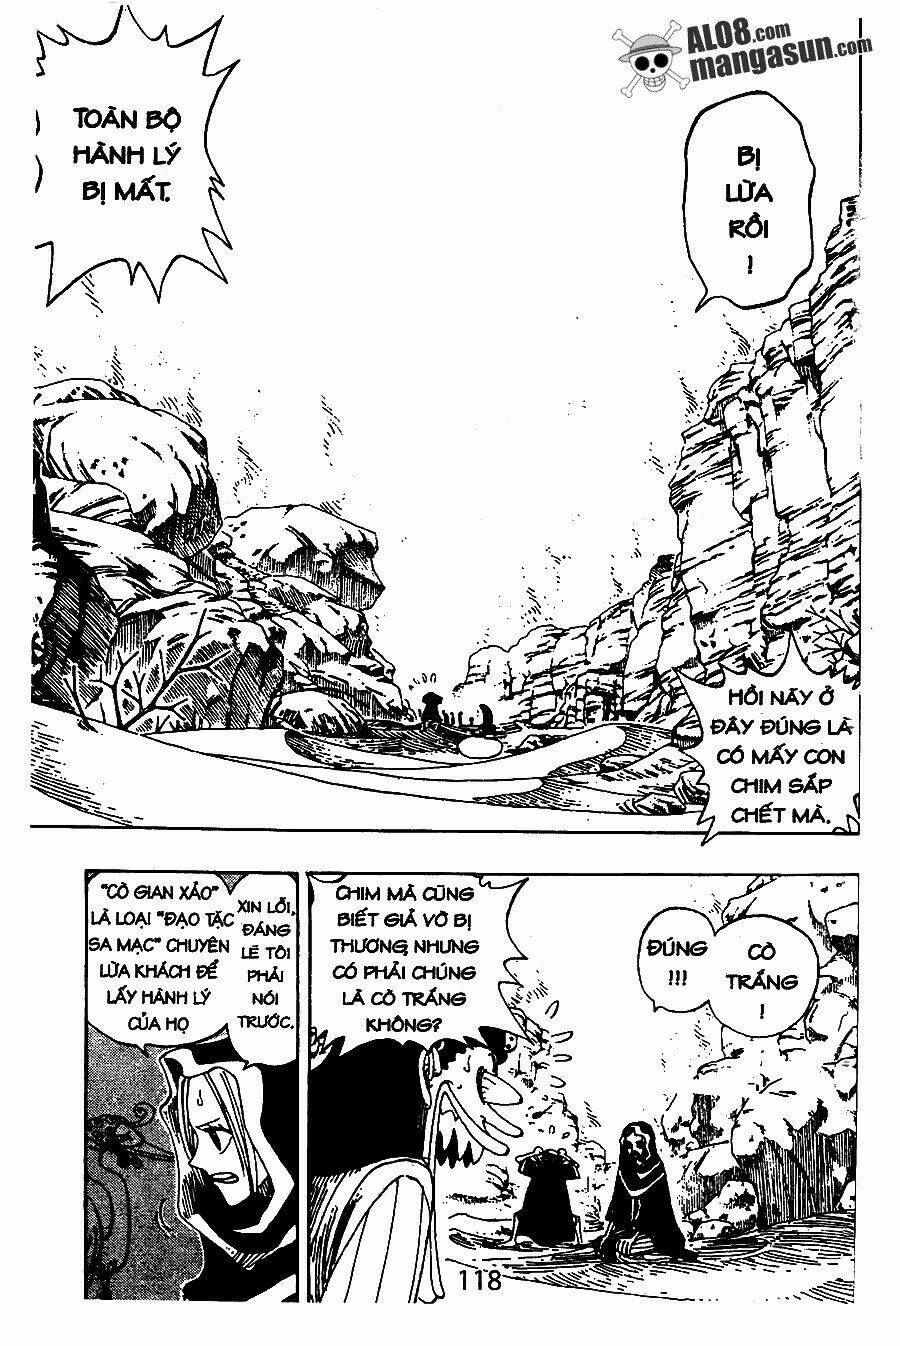 AL08.com
mangasun.com
BỊ
LỪA
RỒI
!
TOÀN BỘ
HÀNH LÝ
BỊ MẤT.
HỒI NÃY Ở
ĐÂY ĐÚNG LÀ
CÓ MẤY CON
CHIM SẮP
CHẾT MÀ.
CÒ
TRẮNG
!
ĐÚNG
!!!
CHIM MÀ CŨNG
BIẾT GIẢ VỜ BỊ
THƯƠNG, NHƯNG
CÓ PHẢI CHÚNG
LÀ CÒ TRẮNG
KHÔNG?
XIN LỖI,
ĐÁNG
LẼ TÔI
PHẢI
NÓI
TRƯỚC.
"CÒ GIAN XẢO"
LÀ LOẠI "ĐẠO TẶC
SA MẠC" CHUYÊN
LỪA KHÁCH ĐỂ
LẤY HÀNH LÝ
CỦA HỌ
118